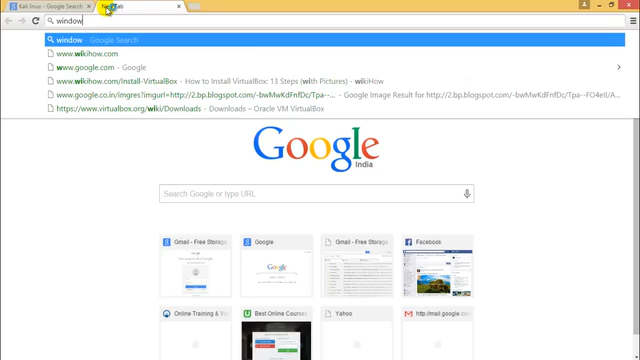 Kali linux - Google Search
New Tab
window
window - Google Search
www.wikihow.com
www.google.com - Google
www.wikihow.com/Install-VirtualBox - How to Install VirtualBox: 13 Steps (with Pictures) - wikiHow
www.google.co.in/imgres?imgurl=http://2.bp.blogspot.com/-bwMwKdFnfDc/Tpa--... - Google Image Result for http://2.bp.blogspot.com/-bwMwKdFnfDc/Tpa---FO4eII/A...
https://www.virtualbox.org/wiki/Downloads - Downloads – Oracle VM VirtualBox
Google
India
Search Google or type URL
Gmail - Free Storage
Google
Gmail - Free Storage
Facebook
Online Training & Vi
Best Online Courses
Yahoo
http://mail.google.co